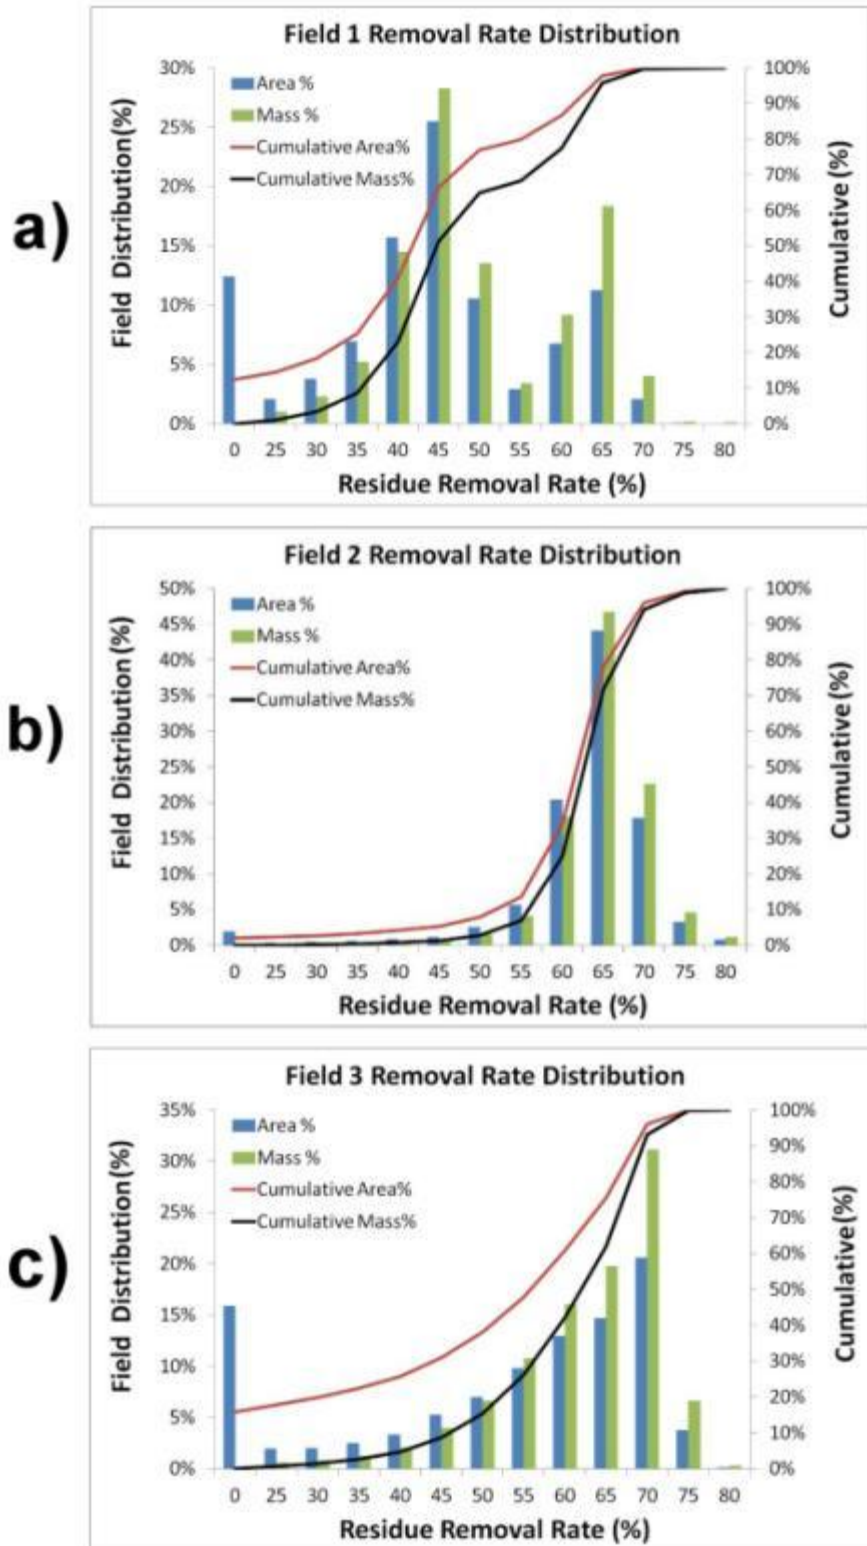 a)
Field 1 Removal Rate Distribution
30%
25%
20%
15%
10%
5%
0%
Field Distribution(%)
Area %
Mass %
Cumulative Area%
Cumulative Mass%
100%
90%
80%
70%
60%
50%
40%
30%
20%
10%
0%
Cumulative (%)
0 25 30 35 40 45 50 55 60 65 70 75 80
Residue Removal Rate (%)
b)
Field 2 Removal Rate Distribution
50%
45%
40%
35%
30%
25%
20%
15%
10%
5%
0%
Field Distribution(%)
Area %
Mass %
Cumulative Area%
Cumulative Mass%
100%
90%
80%
70%
60%
50%
40%
30%
20%
10%
0%
Cumulative (%)
0 25 30 35 40 45 50 55 60 65 70 75 80
Residue Removal Rate (%)
c)
Field 3 Removal Rate Distribution
35%
30%
25%
20%
15%
10%
5%
0%
Field Distribution(%)
Area %
Mass %
Cumulative Area%
Cumulative Mass%
100%
90%
80%
70%
60%
50%
40%
30%
20%
10%
0%
Cumulative (%)
0 25 30 35 40 45 50 55 60 65 70 75 80
Residue Removal Rate (%)